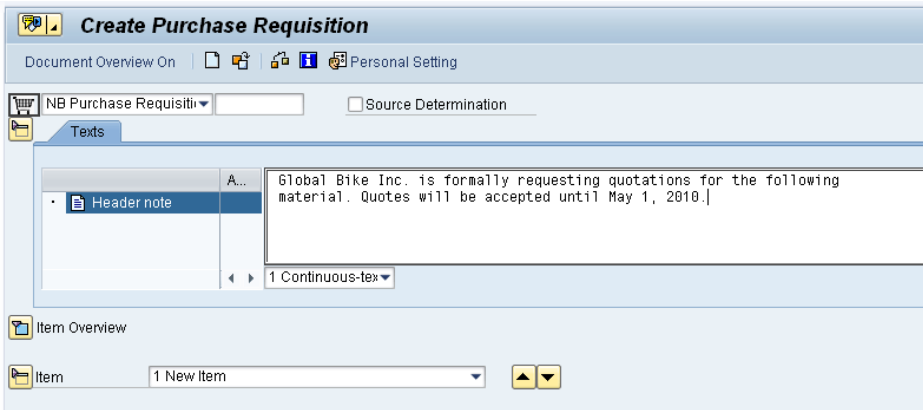 Create Purchase Requisition
Document Overview On Personal Setting
NB Purchase Requisiti Source Determination
Texts
A... Global Bike Inc. is formally requesting quotations for the following
Header note material. Quotes will be accepted until May 1, 2010.
1 Continuous-tex
Item Overview
Item 1 New Item